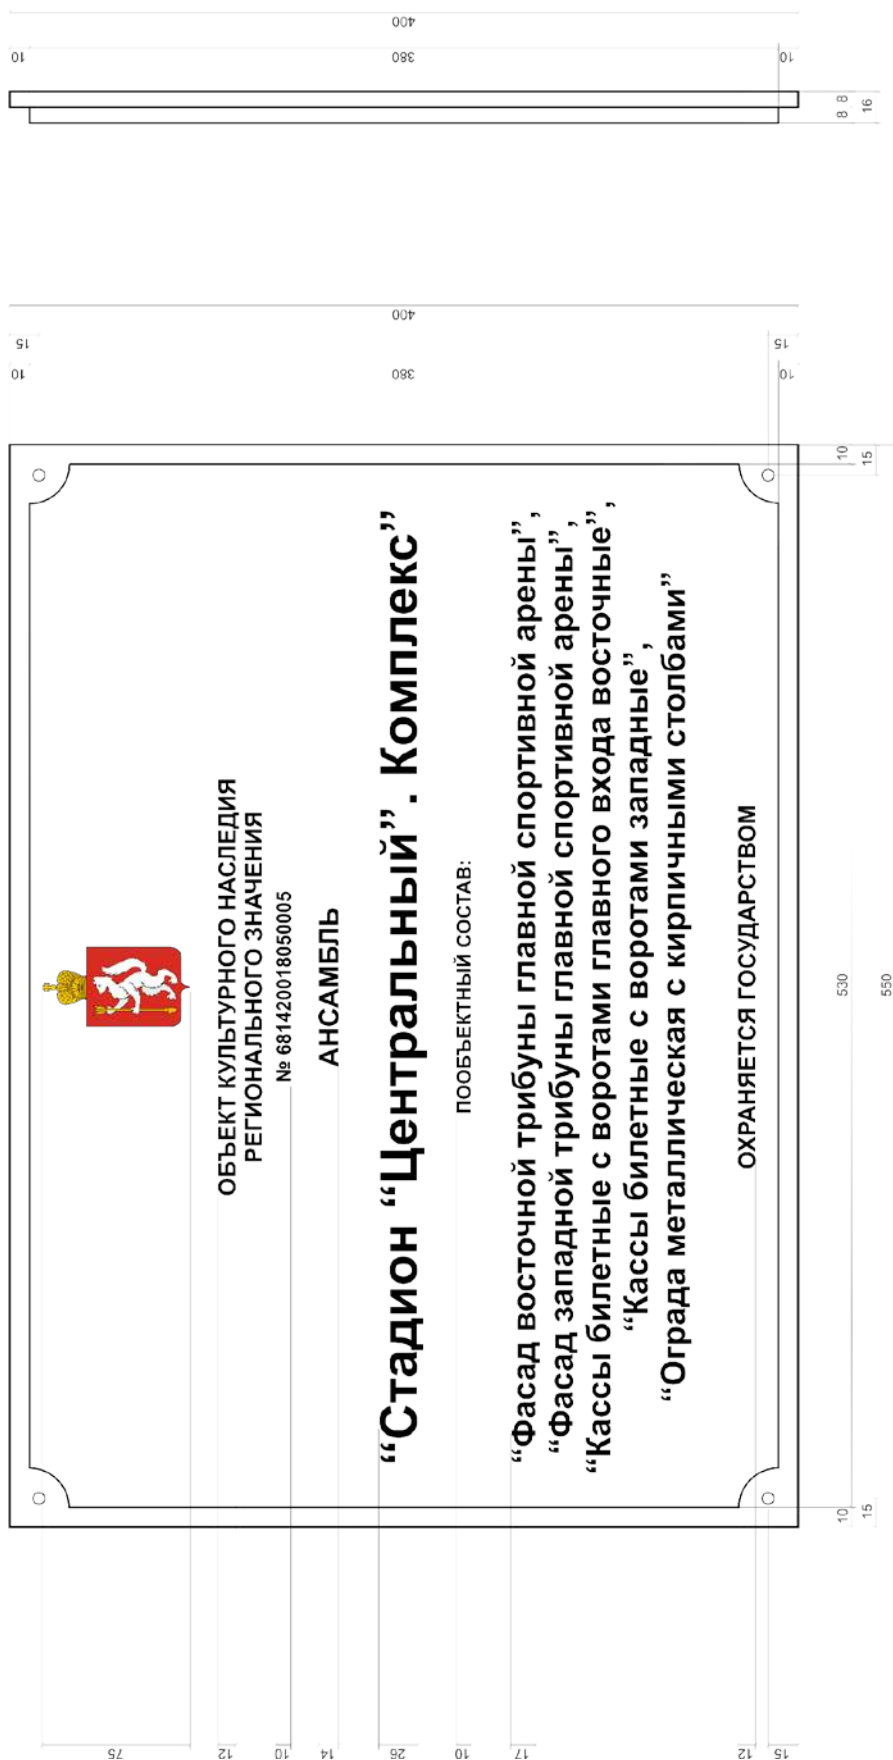 ОБЪЕКТ КУЛЬТУРНОГО НАСЛЕДИЯ
РЕГИОНАЛЬНОГО ЗНАЧЕНИЯ
№ 681420018050005
АНСАМБЛЬ
“Стадион “Центральный”. Комплекс”
ПООБЪЕКТНЫЙ СОСТАВ:
“Фасад восточной трибуны главной спортивной арены”,
“Фасад западной трибуны главной спортивной арены”,
“Кассы билетные с воротами главного входа восточные”,
“Кассы билетные с воротами западные”,
“Ограда металлическая с кирпичными столбами”
ОХРАНЯЕТСЯ ГОСУДАРСТВОМ
75
12
10
14
26
10
17
12
15
10 530 10
15 15
550
400
15 15
10 380 10
400
10 380 10
8 8
16